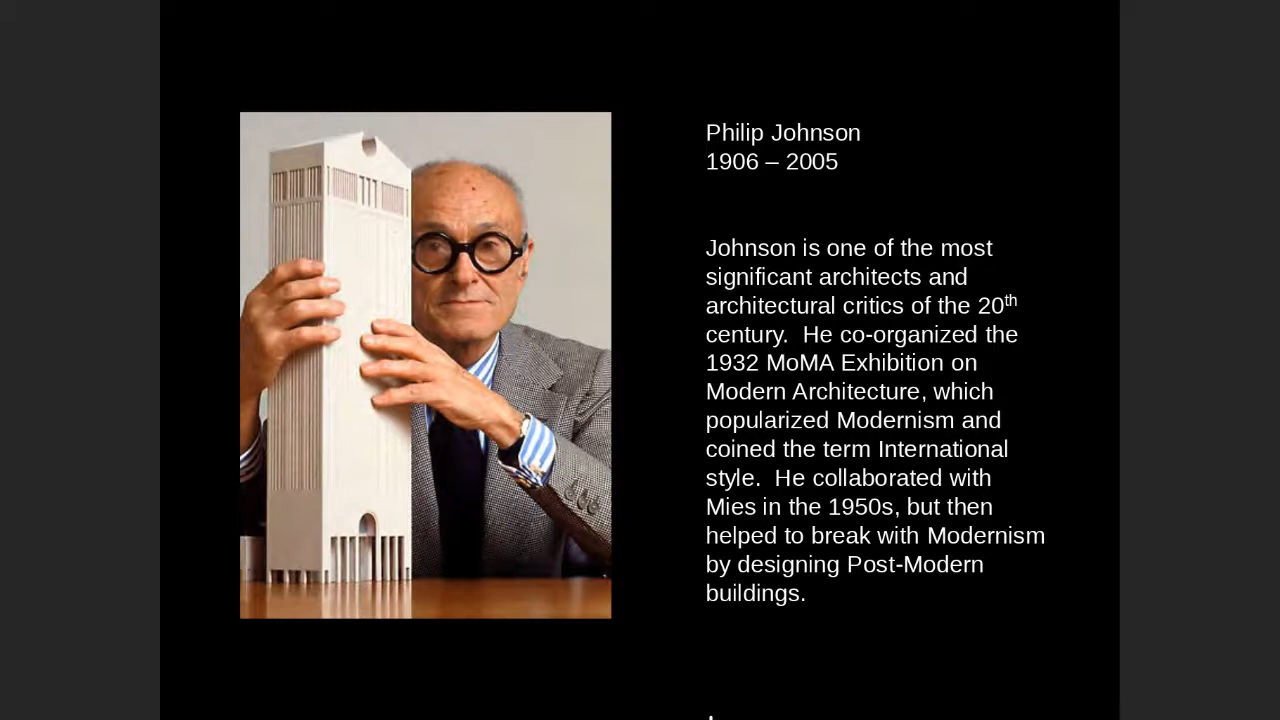 Philip Johnson
1906 – 2005
Johnson is one of the most
significant architects and
architectural critics of the 20th
century.  He co-organized the
1932 MoMA Exhibition on
Modern Architecture, which
popularized Modernism and
coined the term International
style.  He collaborated with
Mies in the 1950s, but then
helped to break with Modernism
by designing Post-Modern
buildings.